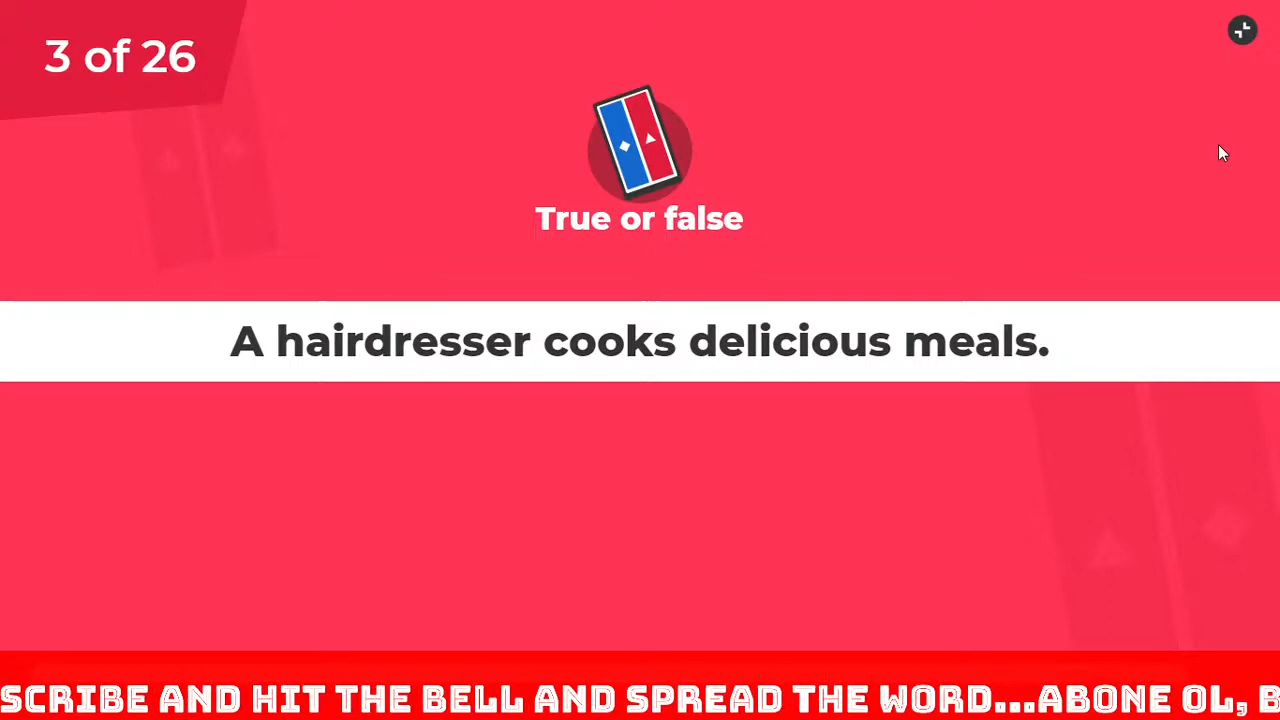 3 of 26
True or false
A hairdresser cooks delicious meals.
SCRIBE AND HIT THE BELL AND SPREAD THE WORD...ABONE OL, B